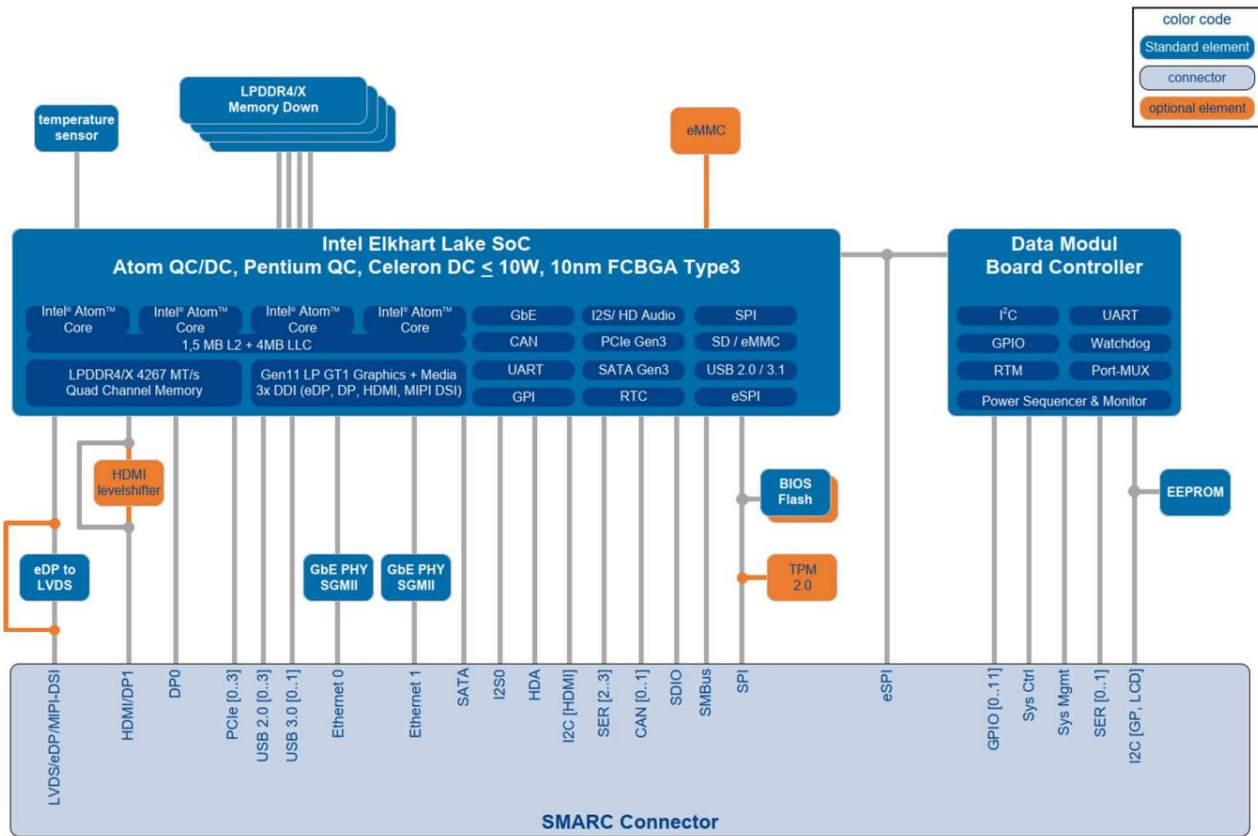 color code
Standard element
connector
optional element
LPDDR4/X
Memory Down
temperature
sensor
eMMC
Intel Elkhart Lake SoC
Atom QC/DC, Pentium QC, Celeron DC ≤ 10W, 10nm FCBGA Type3
Intel® Atom™
Core
Intel® Atom™
Core
Intel® Atom™
Core
Intel® Atom™
Core
1,5 MB L2 + 4MB LLC
LPDDR4/X 4267 MT/s
Quad Channel Memory
Gen11 LP GT1 Graphics + Media
3x DDI (eDP, DP, HDMI, MIPI DSI)
GbE
I2S/ HD Audio
SPI
CAN
PCIe Gen3
SD / eMMC
UART
SATA Gen3
USB 2.0 / 3.1
GPI
RTC
eSPI
Data Modul
Board Controller
I²C
UART
GPIO
Watchdog
RTM
Port-MUX
Power Sequencer & Monitor
HDMI
levelshifter
BIOS
Flash
EEPROM
eDP to
LVDS
GbE PHY
SGMII
GbE PHY
SGMII
TPM
2.0
LVDS/eDP/MIPI-DSI
HDMI/DP1
DP0
PCIe [0..3]
USB 2.0 [0..3]
USB 3.0 [0..1]
Ethernet 0
Ethernet 1
SATA
I2S0
HDA
I2C [HDMI]
SER [2...3]
CAN [0..1]
SDIO
SMBus
SPI
eSPI
GPIO [0..11]
Sys Ctrl
Sys Mgmt
SER [0..1]
I2C [GP, LCD]
SMARC Connector